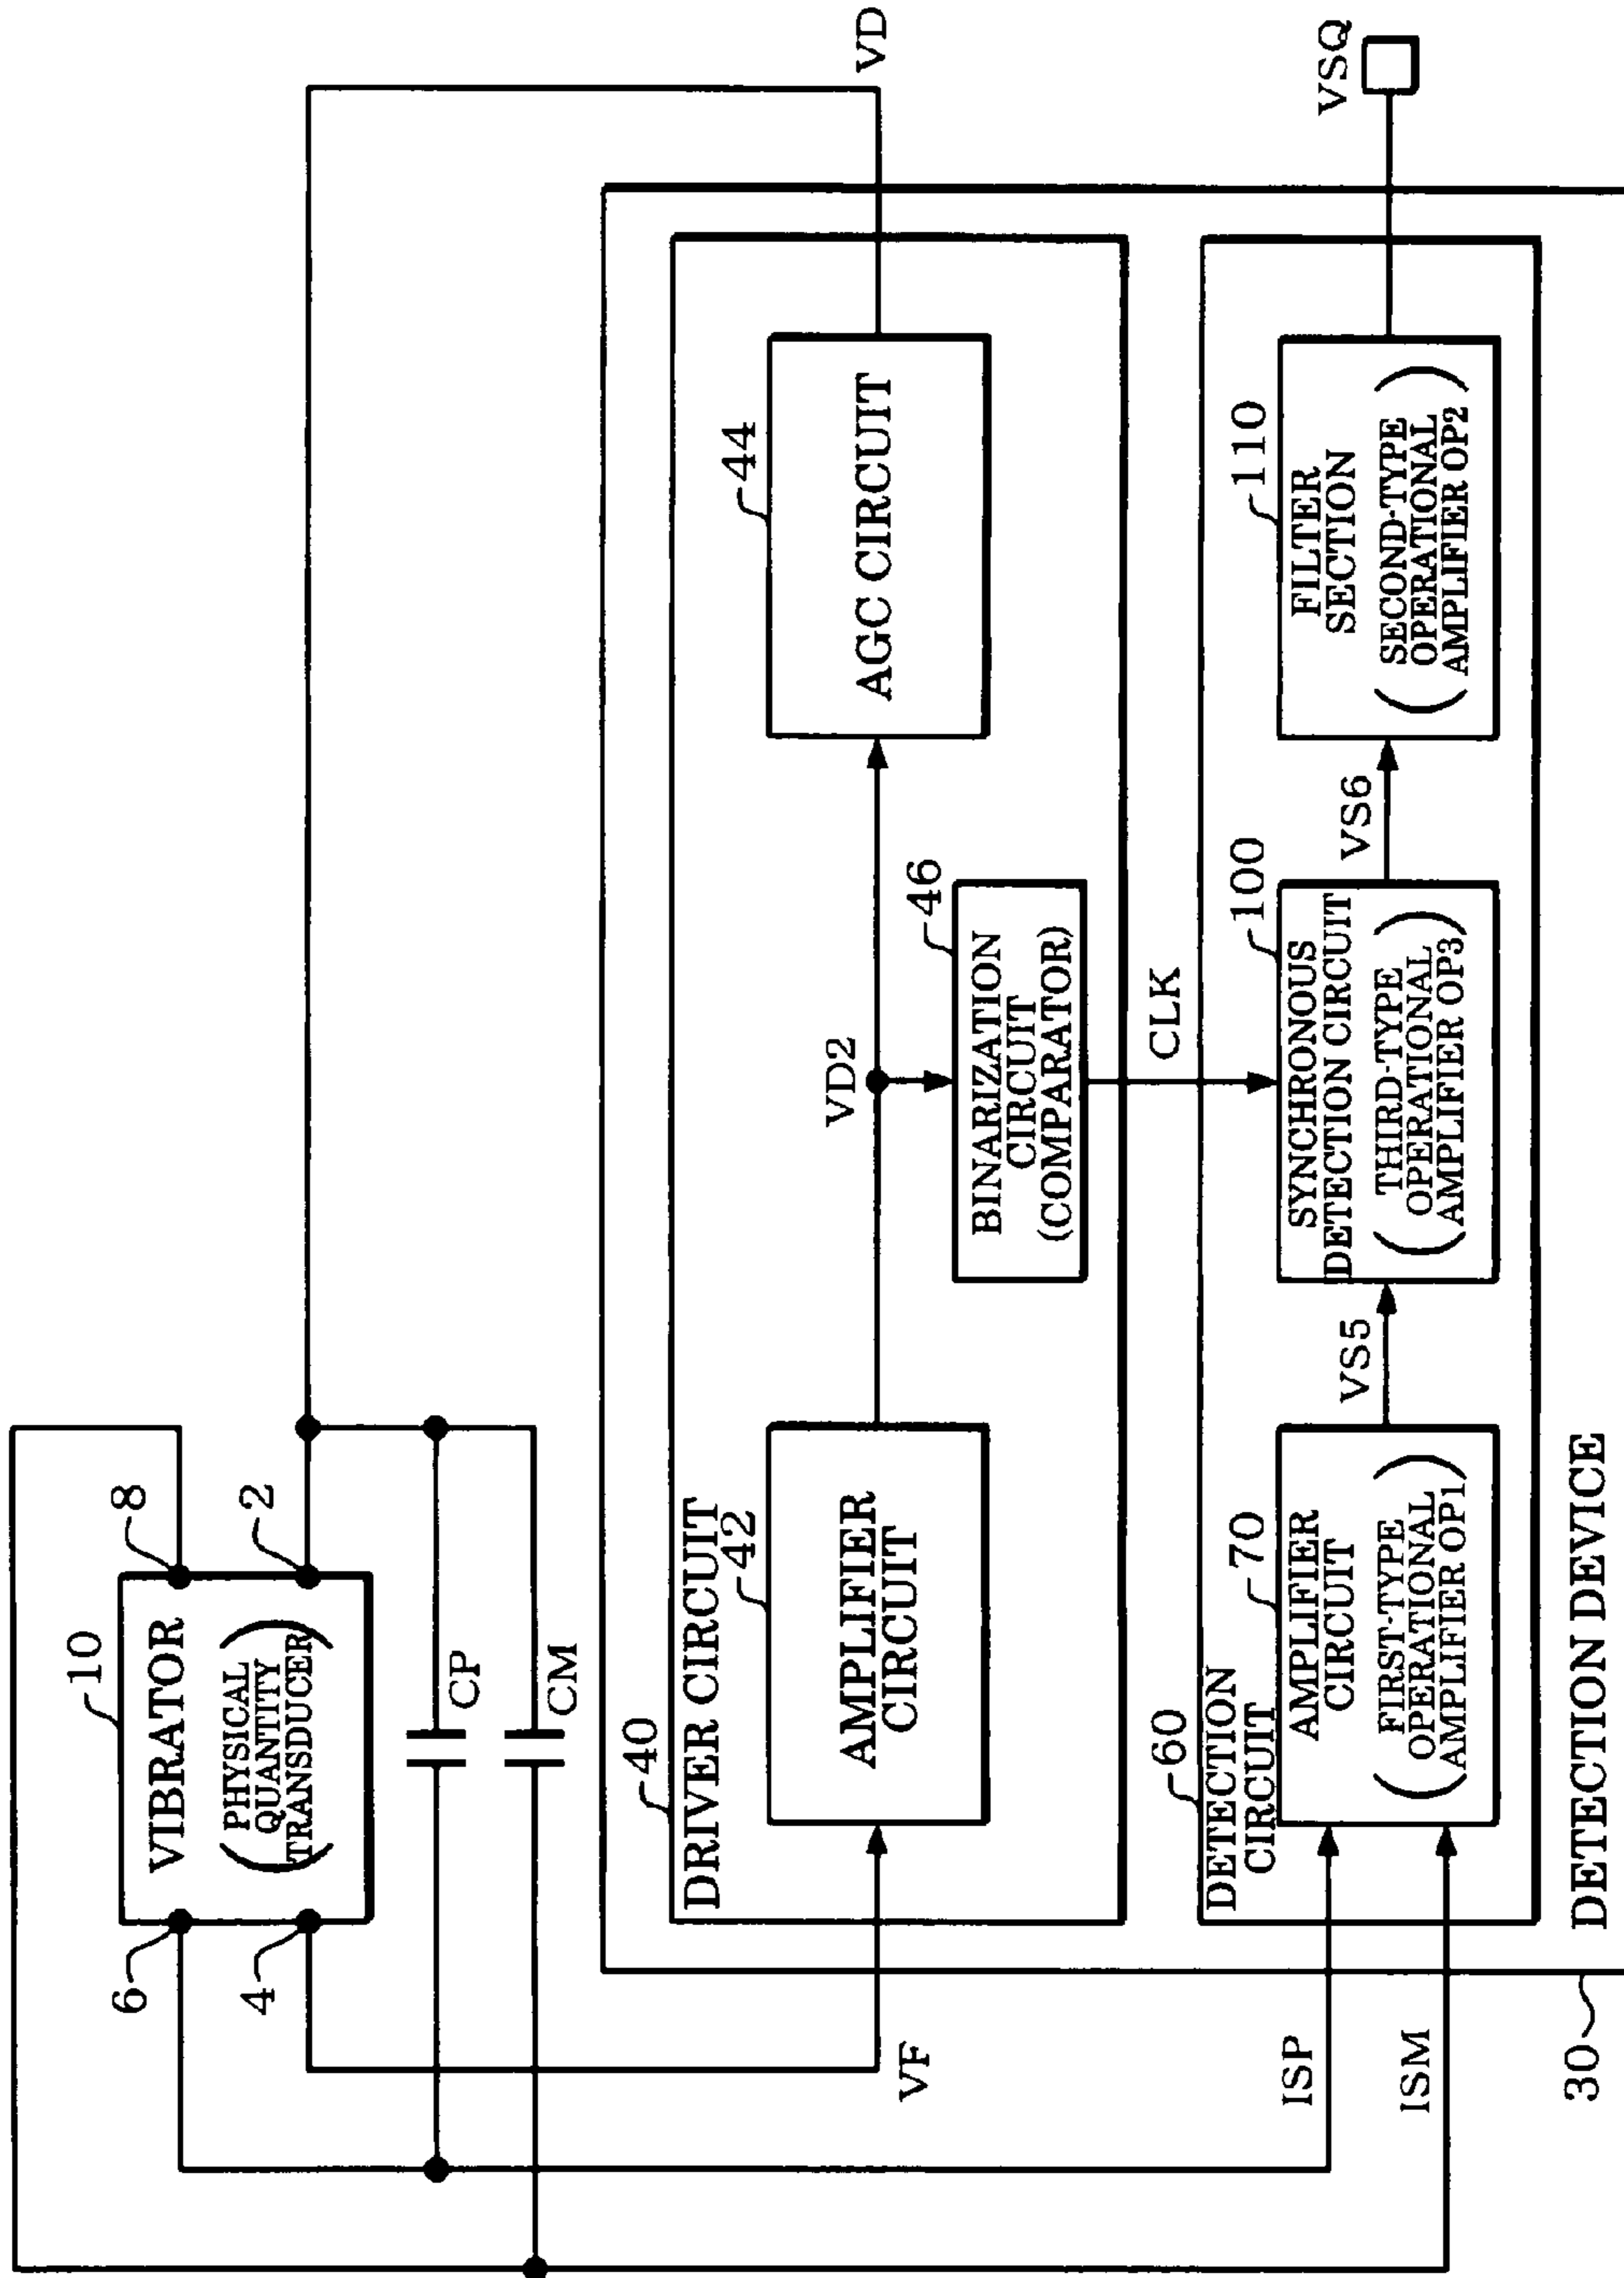 10
VIBRATOR
(PHYSICAL
QUANTITY
TRANSDUCER)
6
8
4
2
CP
CM
40
DRIVER CIRCUIT
42
AMPLIFIER
CIRCUIT
VD2
44
AGC CIRCUIT
VD
46
BINARIZATION
CIRCUIT
(COMPARATOR)
VF
CLK
60
DETECTION
CIRCUIT
70
AMPLIFIER
CIRCUIT
(FIRST-TYPE
OPERATIONAL
AMPLIFIER OP1)
ISP
ISM
VS5
100
SYNCHRONOUS
DETECTION CIRCUIT
(THIRD-TYPE
OPERATIONAL
AMPLIFIER OP3)
VS6
110
FILTER
SECTION
(SECOND-TYPE
OPERATIONAL
AMPLIFIER OP2)
VSQ
30
DETECTION DEVICE